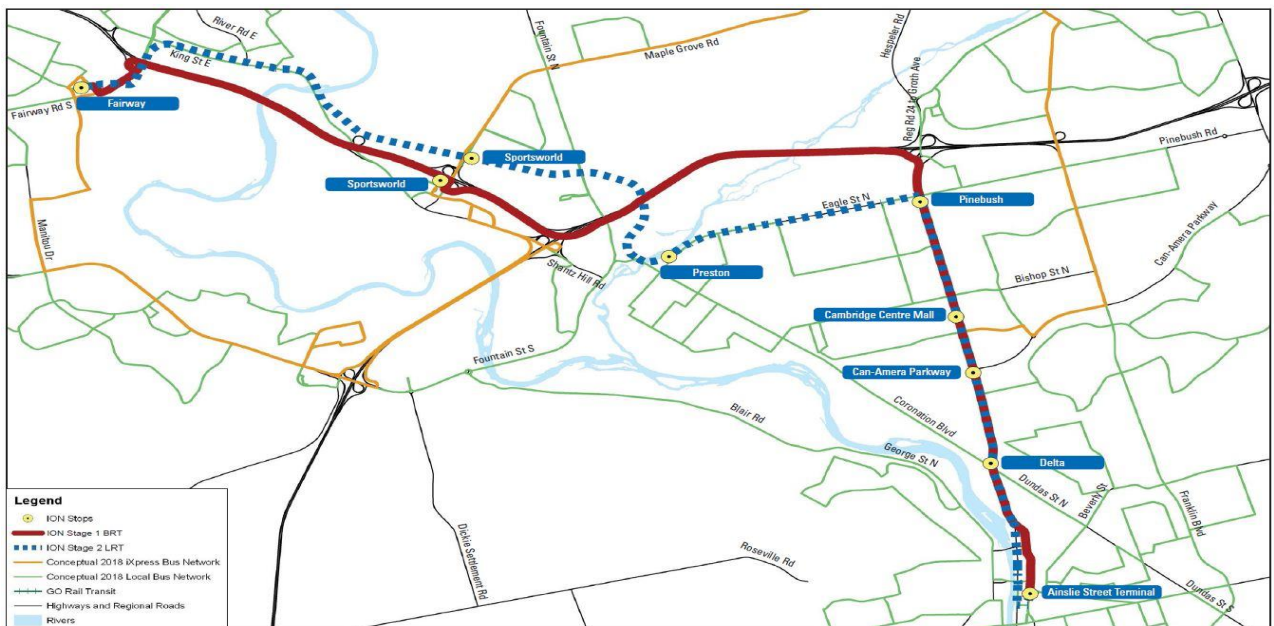 River Rd E
King St E
Fountain St N
Maple Grove Rd
Hespeler Rd
Reg Rd 24 to Groth Ave
Pinebush Rd
Fairway Rd S
Fairway
Sportsworld
Sportsworld
Eagle St N
Pinebush
Manitou Dr
Shantz Hill Rd
Preston
Can-Amera Parkway
Bishop St N
Cambridge Centre Mall
Fountain St S
Can-Amera Parkway
Blair Rd
Coronation Blvd
George St N
Delta
Dundas St N
Beverly St
Franklin Blvd
Dickie Settlement Rd
Roseville Rd
Ainslie Street Terminal
Dundas St S
Legend
ION Stops
ION Stage 1 BRT
ION Stage 2 LRT
Conceptual 2018 iXpress Bus Network
Conceptual 2018 Local Bus Network
GO Rail Transit
Highways and Regional Roads
Rivers